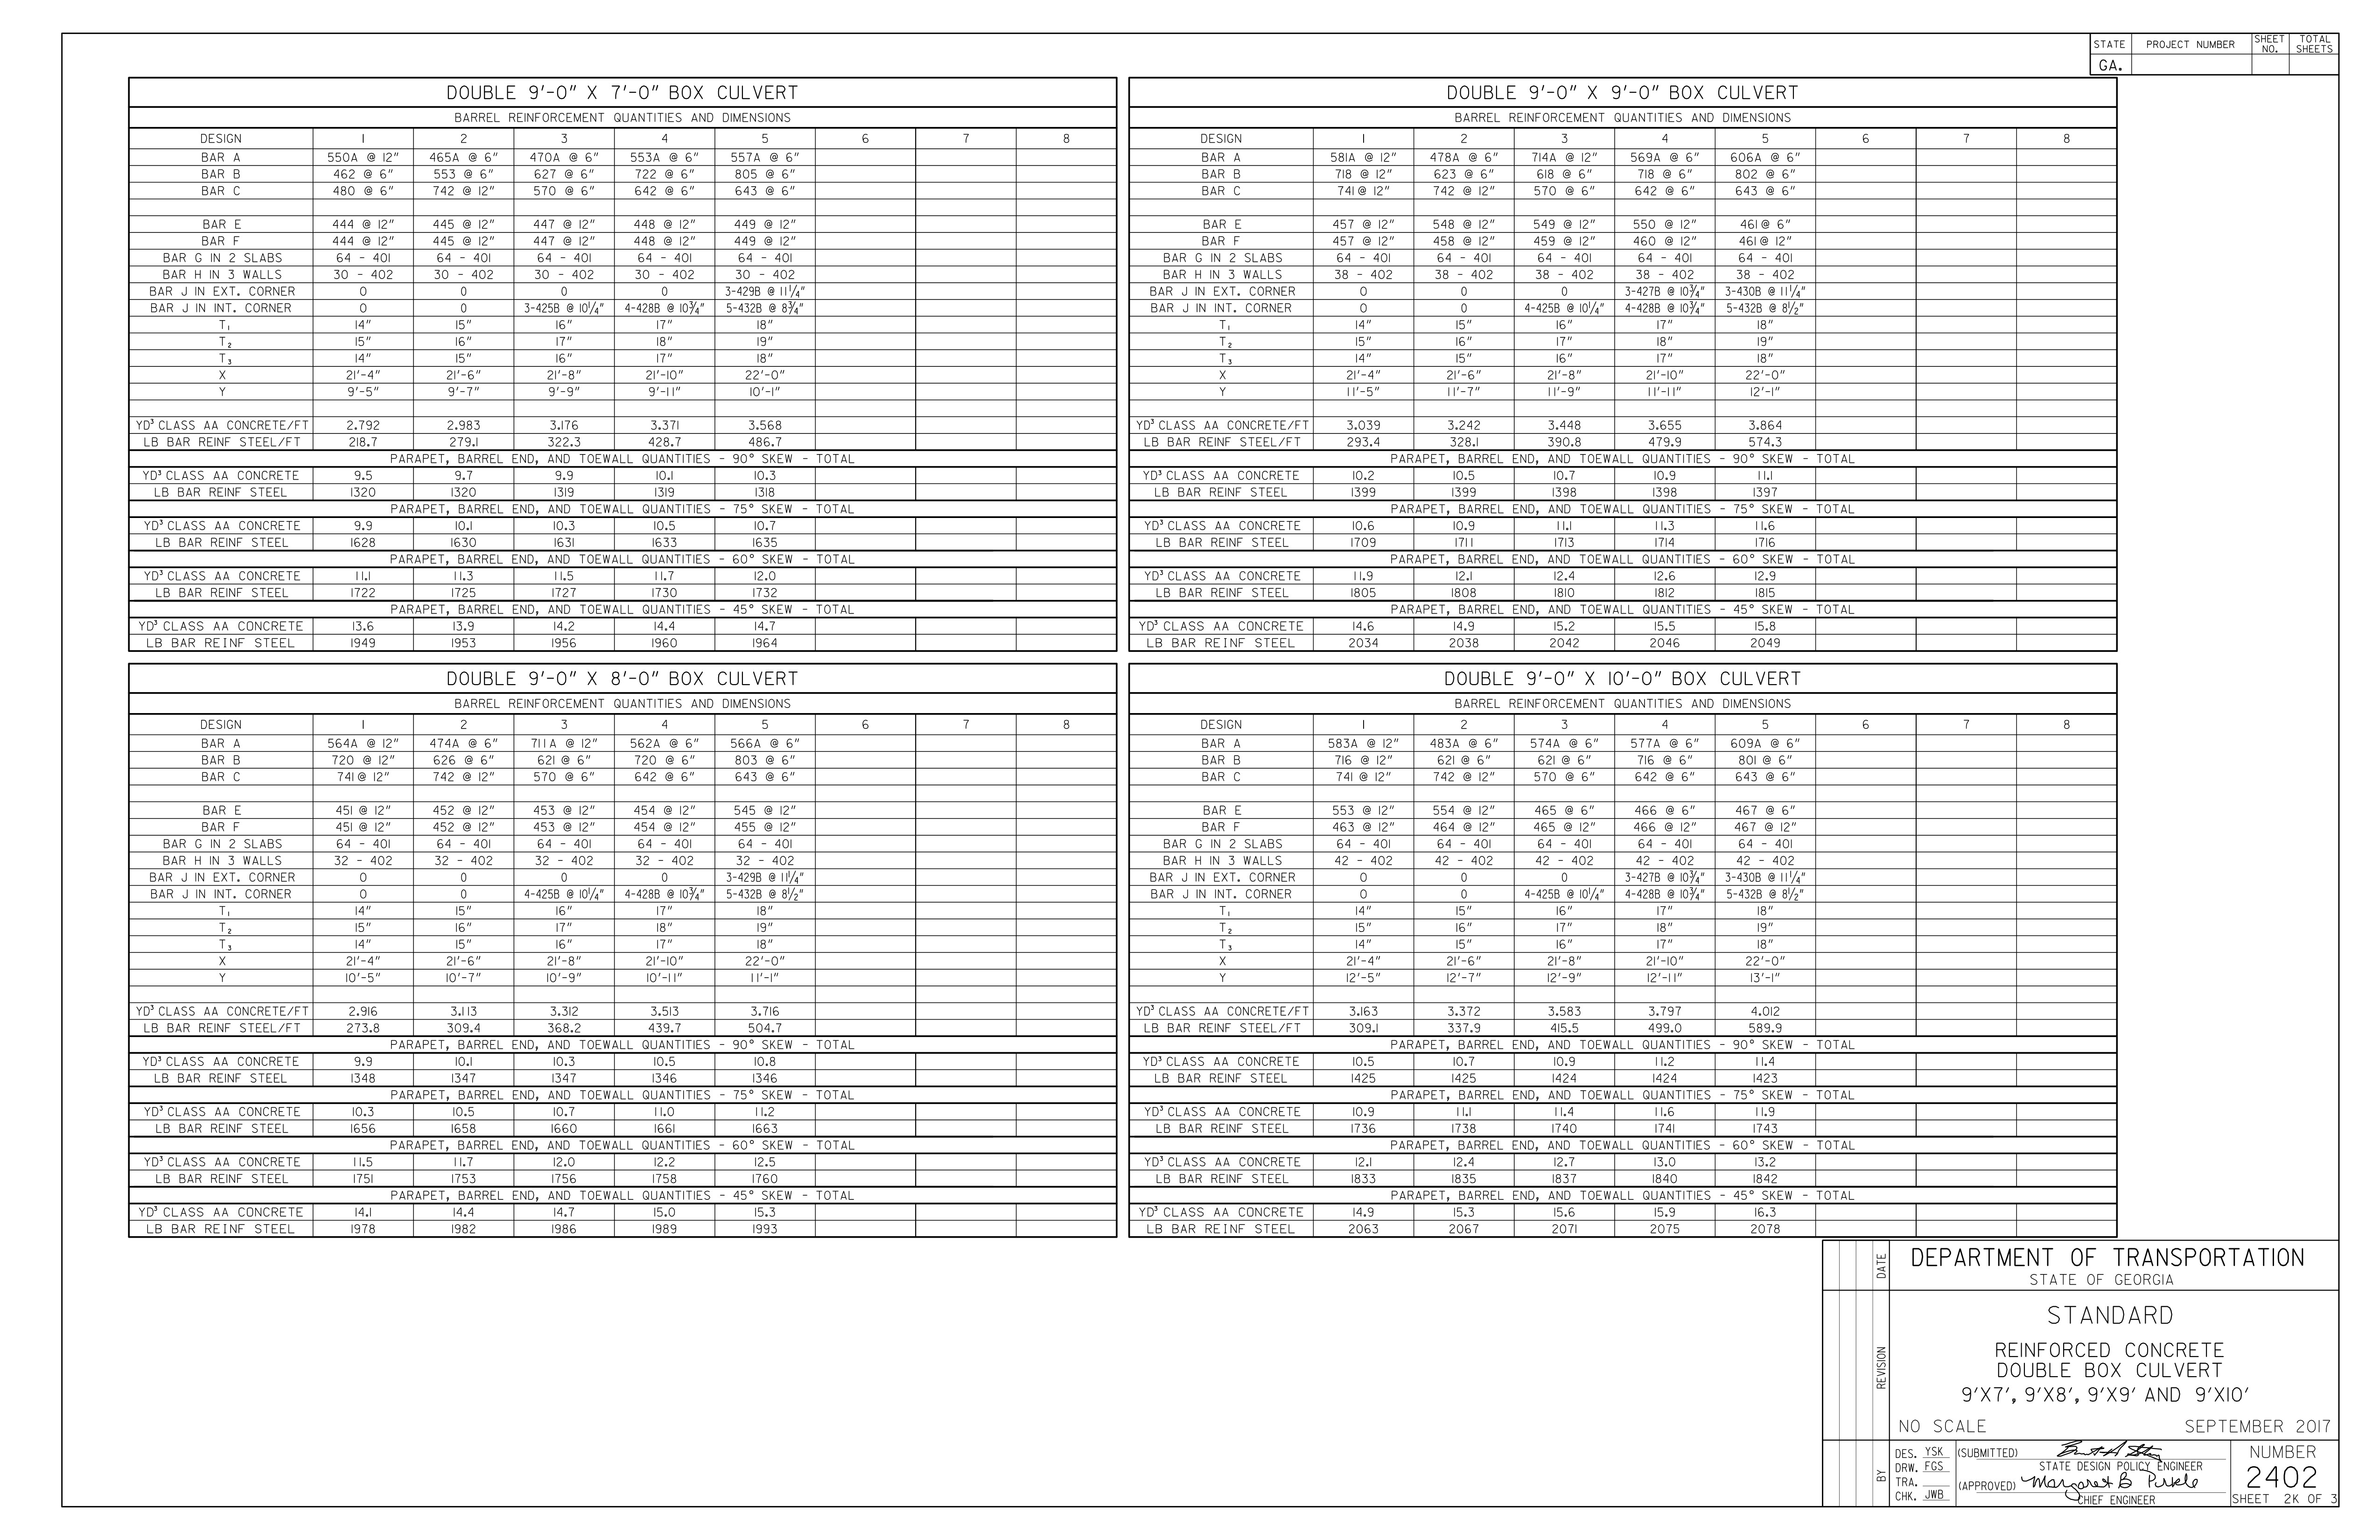 STATE PROJECT NUMBER SHEET NO. TOTAL SHEETS
GA.
DOUBLE 9'-0" X 7'-0" BOX CULVERT
BARREL REINFORCEMENT QUANTITIES AND DIMENSIONS
DESIGN 1 2 3 4 5 6 7 8
BAR A 550A @ 12" 465A @ 6" 470A @ 6" 553A @ 6" 557A @ 6"
BAR B 462 @ 6" 553 @ 6" 627 @ 6" 722 @ 6" 805 @ 6"
BAR C 480 @ 6" 742 @ 12" 570 @ 6" 642 @ 6" 643 @ 6"
BAR E 444 @ 12" 445 @ 12" 447 @ 12" 448 @ 12" 449 @ 12"
BAR F 444 @ 12" 445 @ 12" 447 @ 12" 448 @ 12" 449 @ 12"
BAR G IN 2 SLABS 64 - 401 64 - 401 64 - 401 64 - 401 64 - 401
BAR H IN 3 WALLS 30 - 402 30 - 402 30 - 402 30 - 402 30 - 402
BAR J IN EXT. CORNER 0 0 0 0 3-429B @ 11¼"
BAR J IN INT. CORNER 0 0 3-425B @ 10¼" 4-428B @ 10¾" 5-432B @ 8¾"
T₁ 14" 15" 16" 17" 18"
T₂ 15" 16" 17" 18" 19"
T₃ 14" 15" 16" 17" 18"
X 21'-4" 21'-6" 21'-8" 21'-10" 22'-0"
Y 9'-5" 9'-7" 9'-9" 9'-11" 10'-1"
YD³ CLASS AA CONCRETE/FT 2.792 2.983 3.176 3.371 3.568
LB BAR REINF STEEL/FT 218.7 279.1 322.3 428.7 486.7
PARAPET, BARREL END, AND TOEWALL QUANTITIES - 90° SKEW - TOTAL
YD³ CLASS AA CONCRETE 9.5 9.7 9.9 10.1 10.3
LB BAR REINF STEEL 1320 1320 1319 1319 1318
PARAPET, BARREL END, AND TOEWALL QUANTITIES - 75° SKEW - TOTAL
YD³ CLASS AA CONCRETE 9.9 10.1 10.3 10.5 10.7
LB BAR REINF STEEL 1628 1630 1631 1633 1635
PARAPET, BARREL END, AND TOEWALL QUANTITIES - 60° SKEW - TOTAL
YD³ CLASS AA CONCRETE 11.1 11.3 11.5 11.7 12.0
LB BAR REINF STEEL 1722 1725 1727 1730 1732
PARAPET, BARREL END, AND TOEWALL QUANTITIES - 45° SKEW - TOTAL
YD³ CLASS AA CONCRETE 13.6 13.9 14.2 14.4 14.7
LB BAR REINF STEEL 1949 1953 1956 1960 1964
DOUBLE 9'-0" X 9'-0" BOX CULVERT
BARREL REINFORCEMENT QUANTITIES AND DIMENSIONS
DESIGN 1 2 3 4 5 6 7 8
BAR A 581A @ 12" 478A @ 6" 714A @ 12" 569A @ 6" 606A @ 6"
BAR B 718 @ 12" 623 @ 6" 618 @ 6" 718 @ 6" 802 @ 6"
BAR C 741@ 12" 742 @ 12" 570 @ 6" 642 @ 6" 643 @ 6"
BAR E 457 @ 12" 548 @ 12" 549 @ 12" 550 @ 12" 461@ 6"
BAR F 457 @ 12" 458 @ 12" 459 @ 12" 460 @ 12" 461@ 12"
BAR G IN 2 SLABS 64 - 401 64 - 401 64 - 401 64 - 401 64 - 401
BAR H IN 3 WALLS 38 - 402 38 - 402 38 - 402 38 - 402 38 - 402
BAR J IN EXT. CORNER 0 0 0 3-427B @ 10¾" 3-430B @ 11¼"
BAR J IN INT. CORNER 0 0 4-425B @ 10¼" 4-428B @ 10¾" 5-432B @ 8½"
T₁ 14" 15" 16" 17" 18"
T₂ 15" 16" 17" 18" 19"
T₃ 14" 15" 16" 17" 18"
X 21'-4" 21'-6" 21'-8" 21'-10" 22'-0"
Y 11'-5" 11'-7" 11'-9" 11'-11" 12'-1"
YD³ CLASS AA CONCRETE/FT 3.039 3.242 3.448 3.655 3.864
LB BAR REINF STEEL/FT 293.4 328.1 390.8 479.9 574.3
PARAPET, BARREL END, AND TOEWALL QUANTITIES - 90° SKEW - TOTAL
YD³ CLASS AA CONCRETE 10.2 10.5 10.7 10.9 11.1
LB BAR REINF STEEL 1399 1399 1398 1398 1397
PARAPET, BARREL END, AND TOEWALL QUANTITIES - 75° SKEW - TOTAL
YD³ CLASS AA CONCRETE 10.6 10.9 11.1 11.3 11.6
LB BAR REINF STEEL 1709 1711 1713 1714 1716
PARAPET, BARREL END, AND TOEWALL QUANTITIES - 60° SKEW - TOTAL
YD³ CLASS AA CONCRETE 11.9 12.1 12.4 12.6 12.9
LB BAR REINF STEEL 1805 1808 1810 1812 1815
PARAPET, BARREL END, AND TOEWALL QUANTITIES - 45° SKEW - TOTAL
YD³ CLASS AA CONCRETE 14.6 14.9 15.2 15.5 15.8
LB BAR REINF STEEL 2034 2038 2042 2046 2049
DOUBLE 9'-0" X 8'-0" BOX CULVERT
BARREL REINFORCEMENT QUANTITIES AND DIMENSIONS
DESIGN 1 2 3 4 5 6 7 8
BAR A 564A @ 12" 474A @ 6" 711A @ 12" 562A @ 6" 566A @ 6"
BAR B 720 @ 12" 626 @ 6" 621 @ 6" 720 @ 6" 803 @ 6"
BAR C 741@ 12" 742 @ 12" 570 @ 6" 642 @ 6" 643 @ 6"
BAR E 451 @ 12" 452 @ 12" 453 @ 12" 454 @ 12" 545 @ 12"
BAR F 451 @ 12" 452 @ 12" 453 @ 12" 454 @ 12" 455 @ 12"
BAR G IN 2 SLABS 64 - 401 64 - 401 64 - 401 64 - 401 64 - 401
BAR H IN 3 WALLS 32 - 402 32 - 402 32 - 402 32 - 402 32 - 402
BAR J IN EXT. CORNER 0 0 0 0 3-429B @ 11¼"
BAR J IN INT. CORNER 0 0 4-425B @ 10¼" 4-428B @ 10¾" 5-432B @ 8½"
T₁ 14" 15" 16" 17" 18"
T₂ 15" 16" 17" 18" 19"
T₃ 14" 15" 16" 17" 18"
X 21'-4" 21'-6" 21'-8" 21'-10" 22'-0"
Y 10'-5" 10'-7" 10'-9" 10'-11" 11'-1"
YD³ CLASS AA CONCRETE/FT 2.916 3.113 3.312 3.513 3.716
LB BAR REINF STEEL/FT 273.8 309.4 368.2 439.7 504.7
PARAPET, BARREL END, AND TOEWALL QUANTITIES - 90° SKEW - TOTAL
YD³ CLASS AA CONCRETE 9.9 10.1 10.3 10.5 10.8
LB BAR REINF STEEL 1348 1347 1347 1346 1346
PARAPET, BARREL END, AND TOEWALL QUANTITIES - 75° SKEW - TOTAL
YD³ CLASS AA CONCRETE 10.3 10.5 10.7 11.0 11.2
LB BAR REINF STEEL 1656 1658 1660 1661 1663
PARAPET, BARREL END, AND TOEWALL QUANTITIES - 60° SKEW - TOTAL
YD³ CLASS AA CONCRETE 11.5 11.7 12.0 12.2 12.5
LB BAR REINF STEEL 1751 1753 1756 1758 1760
PARAPET, BARREL END, AND TOEWALL QUANTITIES - 45° SKEW - TOTAL
YD³ CLASS AA CONCRETE 14.1 14.4 14.7 15.0 15.3
LB BAR REINF STEEL 1978 1982 1986 1989 1993
DOUBLE 9'-0" X 10'-0" BOX CULVERT
BARREL REINFORCEMENT QUANTITIES AND DIMENSIONS
DESIGN 1 2 3 4 5 6 7 8
BAR A 583A @ 12" 483A @ 6" 574A @ 6" 577A @ 6" 609A @ 6"
BAR B 716 @ 12" 621 @ 6" 621 @ 6" 716 @ 6" 801 @ 6"
BAR C 741 @ 12" 742 @ 12" 570 @ 6" 642 @ 6" 643 @ 6"
BAR E 553 @ 12" 554 @ 12" 465 @ 6" 466 @ 6" 467 @ 6"
BAR F 463 @ 12" 464 @ 12" 465 @ 12" 466 @ 12" 467 @ 12"
BAR G IN 2 SLABS 64 - 401 64 - 401 64 - 401 64 - 401 64 - 401
BAR H IN 3 WALLS 42 - 402 42 - 402 42 - 402 42 - 402 42 - 402
BAR J IN EXT. CORNER 0 0 0 3-427B @ 10¾" 3-430B @ 11¼"
BAR J IN INT. CORNER 0 0 4-425B @ 10¼" 4-428B @ 10¾" 5-432B @ 8½"
T₁ 14" 15" 16" 17" 18"
T₂ 15" 16" 17" 18" 19"
T₃ 14" 15" 16" 17" 18"
X 21'-4" 21'-6" 21'-8" 21'-10" 22'-0"
Y 12'-5" 12'-7" 12'-9" 12'-11" 13'-1"
YD³ CLASS AA CONCRETE/FT 3.163 3.372 3.583 3.797 4.012
LB BAR REINF STEEL/FT 309.1 337.9 415.5 499.0 589.9
PARAPET, BARREL END, AND TOEWALL QUANTITIES - 90° SKEW - TOTAL
YD³ CLASS AA CONCRETE 10.5 10.7 10.9 11.2 11.4
LB BAR REINF STEEL 1425 1425 1424 1424 1423
PARAPET, BARREL END, AND TOEWALL QUANTITIES - 75° SKEW - TOTAL
YD³ CLASS AA CONCRETE 10.9 11.1 11.4 11.6 11.9
LB BAR REINF STEEL 1736 1738 1740 1741 1743
PARAPET, BARREL END, AND TOEWALL QUANTITIES - 60° SKEW - TOTAL
YD³ CLASS AA CONCRETE 12.1 12.4 12.7 13.0 13.2
LB BAR REINF STEEL 1833 1835 1837 1840 1842
PARAPET, BARREL END, AND TOEWALL QUANTITIES - 45° SKEW - TOTAL
YD³ CLASS AA CONCRETE 14.9 15.3 15.6 15.9 16.3
LB BAR REINF STEEL 2063 2067 2071 2075 2078
DATE
REVISION
BY
DEPARTMENT OF TRANSPORTATION
STATE OF GEORGIA
STANDARD
REINFORCED CONCRETE
DOUBLE BOX CULVERT
9'X7', 9'X8', 9'X9' AND 9'X10'
NO SCALE SEPTEMBER 2017
DES. YSK
DRW. FGS
TRA.
CHK. JWB
(SUBMITTED)
STATE DESIGN POLICY ENGINEER
(APPROVED) Margaret B Pirkle
CHIEF ENGINEER
NUMBER
2402
SHEET 2K OF 3